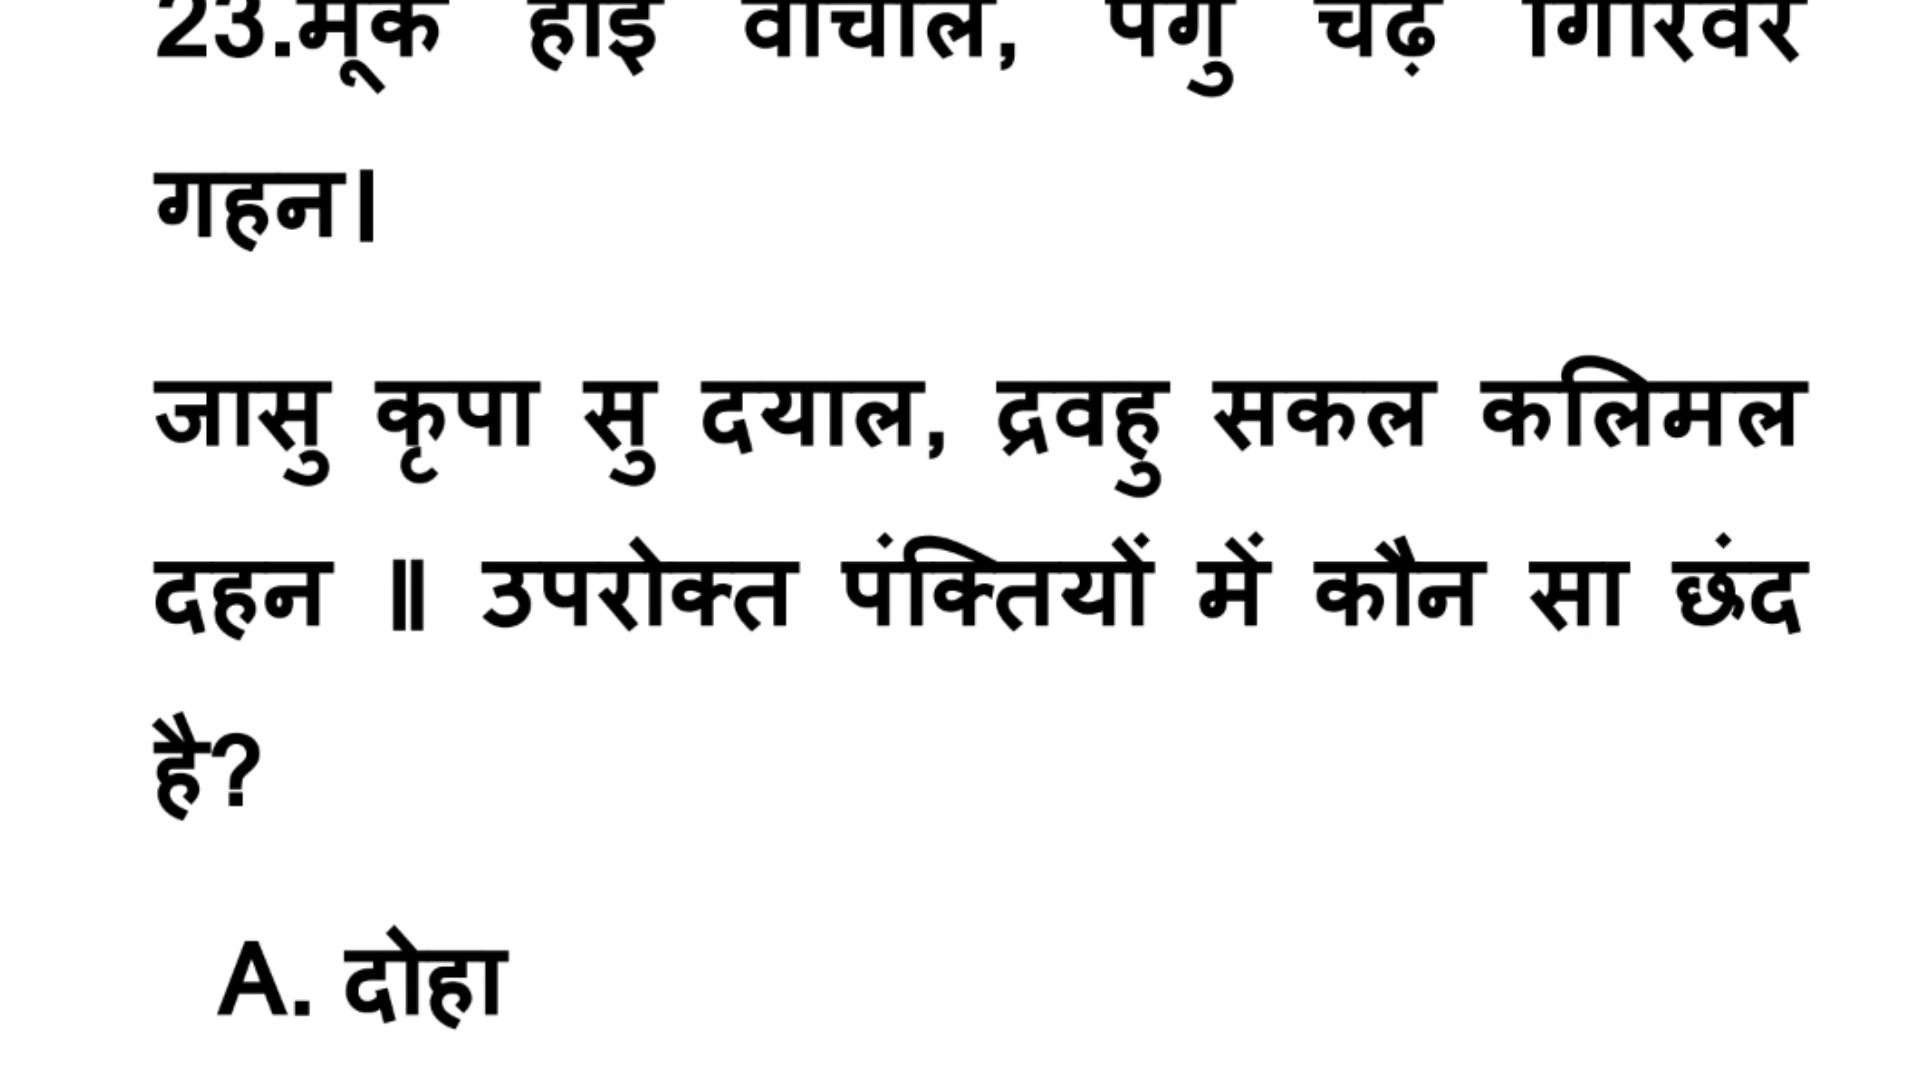 23.मूक होइ वाचाल, पंगु चढ़ै गिरिवर
गहन।
जासु कृपा सु दयाल, द्रवहु सकल कलिमल
दहन ॥ उपरोक्त पंक्तियों में कौन सा छंद
है?
A. दोहा